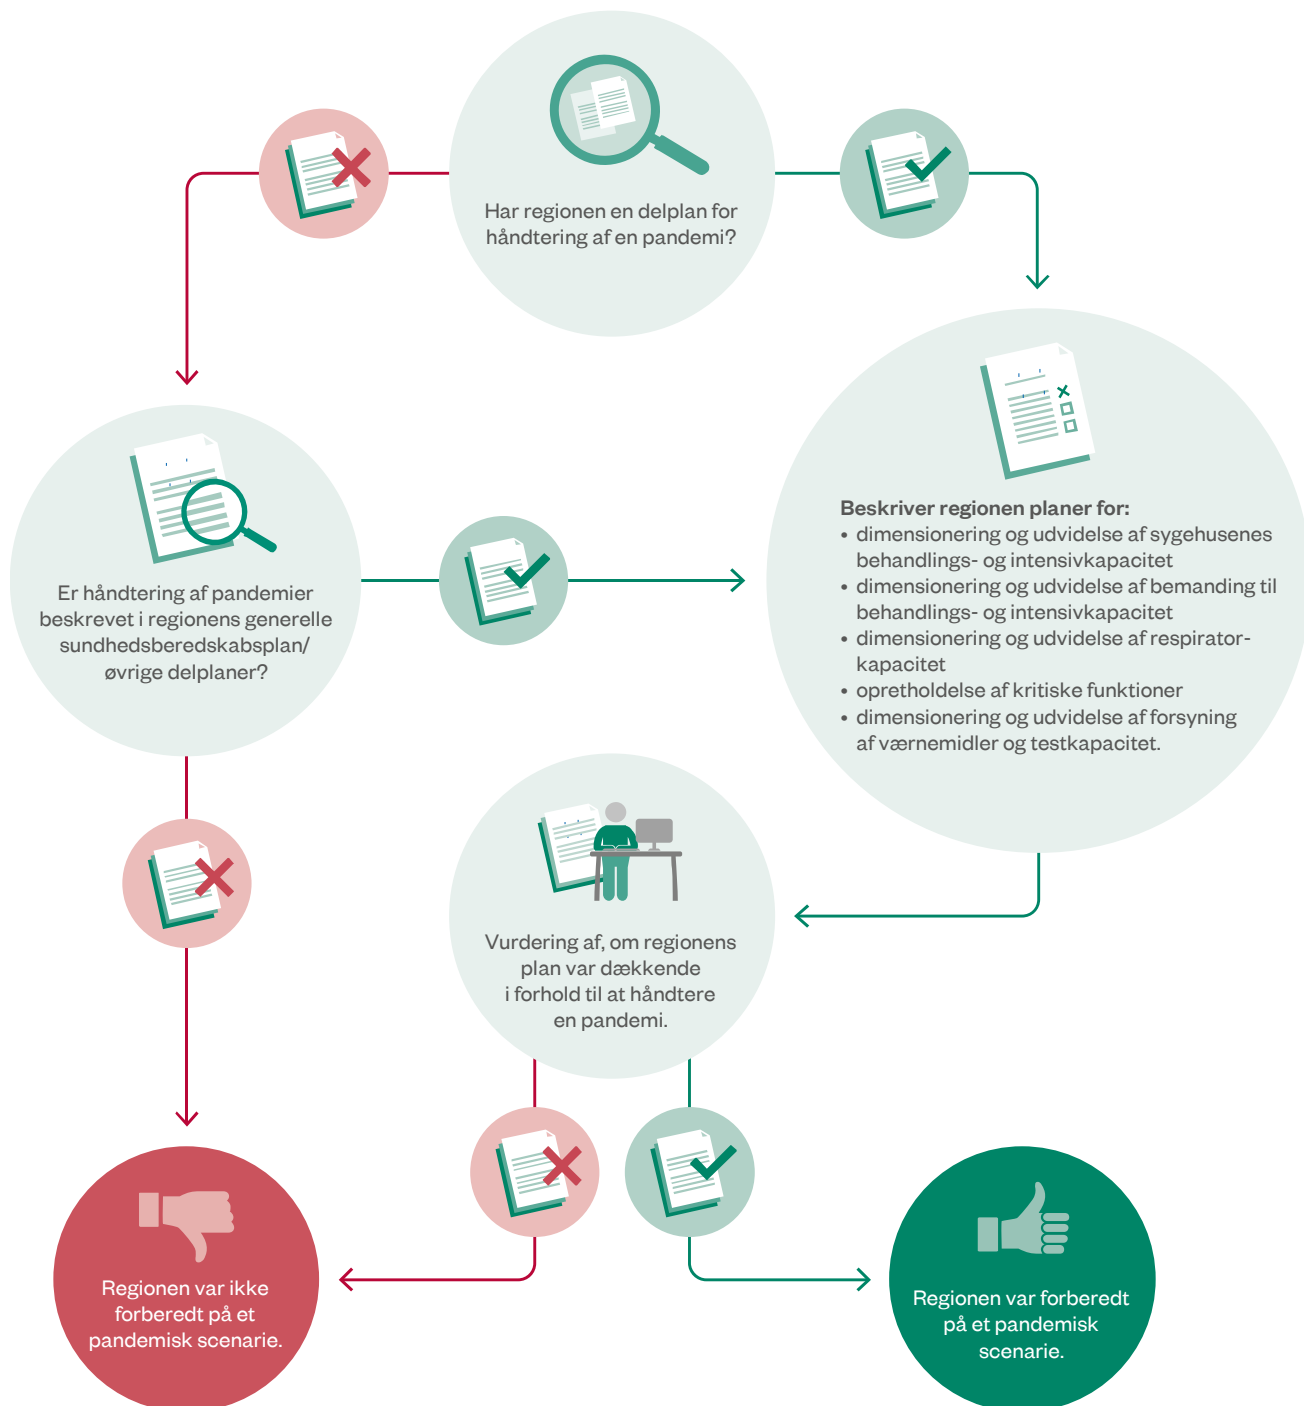 Har regionen en delplan for
håndtering af en pandemi?
Er håndtering af pandemier
beskrevet i regionens generelle
sundhedsberedskabsplan/
øvrige delplaner?
Beskriver regionen planer for:
• dimensionering og udvidelse af sygehusenes
behandlings- og intensivkapacitet
• dimensionering og udvidelse af bemanding til
behandlings- og intensivkapacitet
• dimensionering og udvidelse af respirator-
kapacitet
• opretholdelse af kritiske funktioner
• dimensionering og udvidelse af forsyning
af værnemidler og testkapacitet.
Vurdering af, om regionens
plan var dækkende
i forhold til at håndtere
en pandemi.
Regionen var ikke
forberedt på et
pandemisk scenarie.
Regionen var forberedt
på et pandemisk
scenarie.